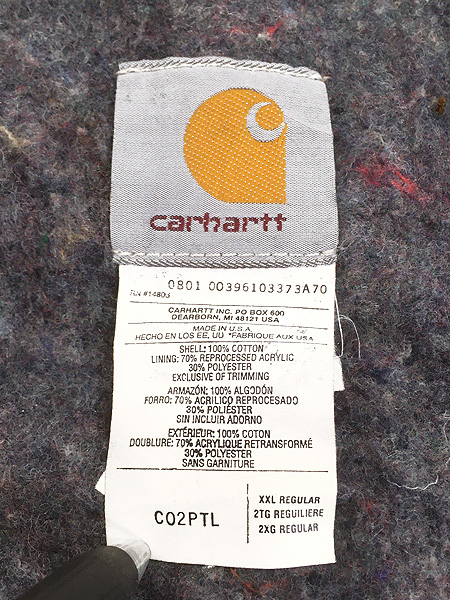 carhartt
0801 00396103373A70
RN #14806
CARHARTT INC. PO BOX 600
DEARBORN, MI 48121 USA
MADE IN U.S.A.
HECHO EN LOS EE, UU *FABRIQUE AUX USA
SHELL: 100% COTTON
LINING: 70% REPROCESSED ACRYLIC
30% POLYESTER
EXCLUSIVE OF TRIMMING
ARMAZÓN: 100% ALGODÓN
FORRO: 70% ACRILICO REPROCESADO
30% POLIÉSTER
SIN INCLUIR ADORNO
EXTÉRIEUR: 100% COTON
DOUBLURE: 70% ACRYLIQUE RETRANSFORMÉ
30% POLYESTER
SANS GARNITURE
C02PTL
XXL REGULAR
2TG REGULIERE
2XG REGULAR